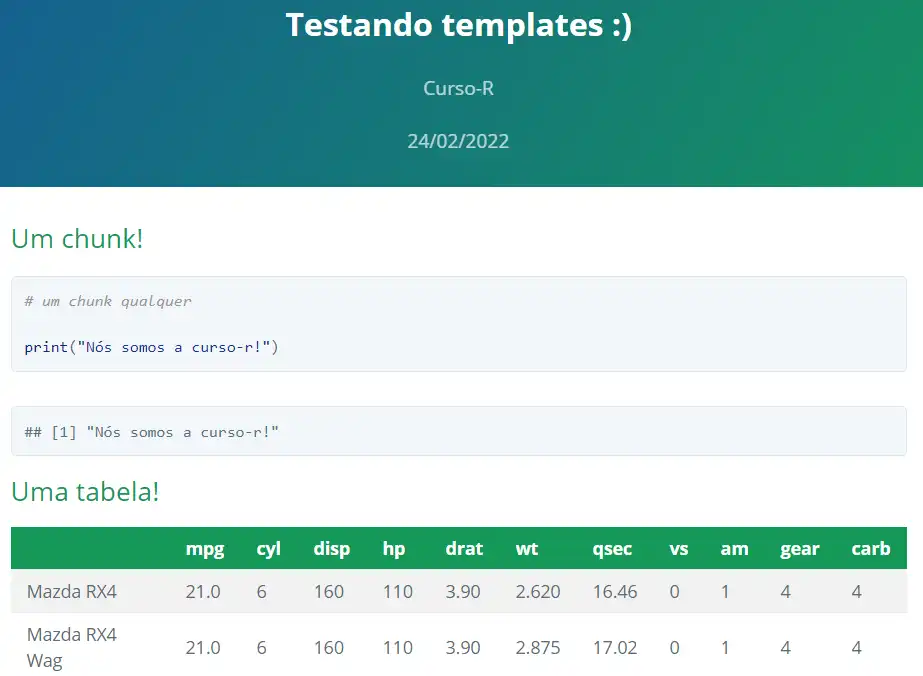 Testando templates :)
Curso-R
24/02/2022
Um chunk!
# um chunk qualquer
print("Nós somos a curso-r!")
## [1] "Nós somos a curso-r!"
Uma tabela!
mpg cyl disp hp drat wt qsec vs am gear carb
Mazda RX4 21.0 6 160 110 3.90 2.620 16.46 0 1 4 4
Mazda RX4
Wag 21.0 6 160 110 3.90 2.875 17.02 0 1 4 4